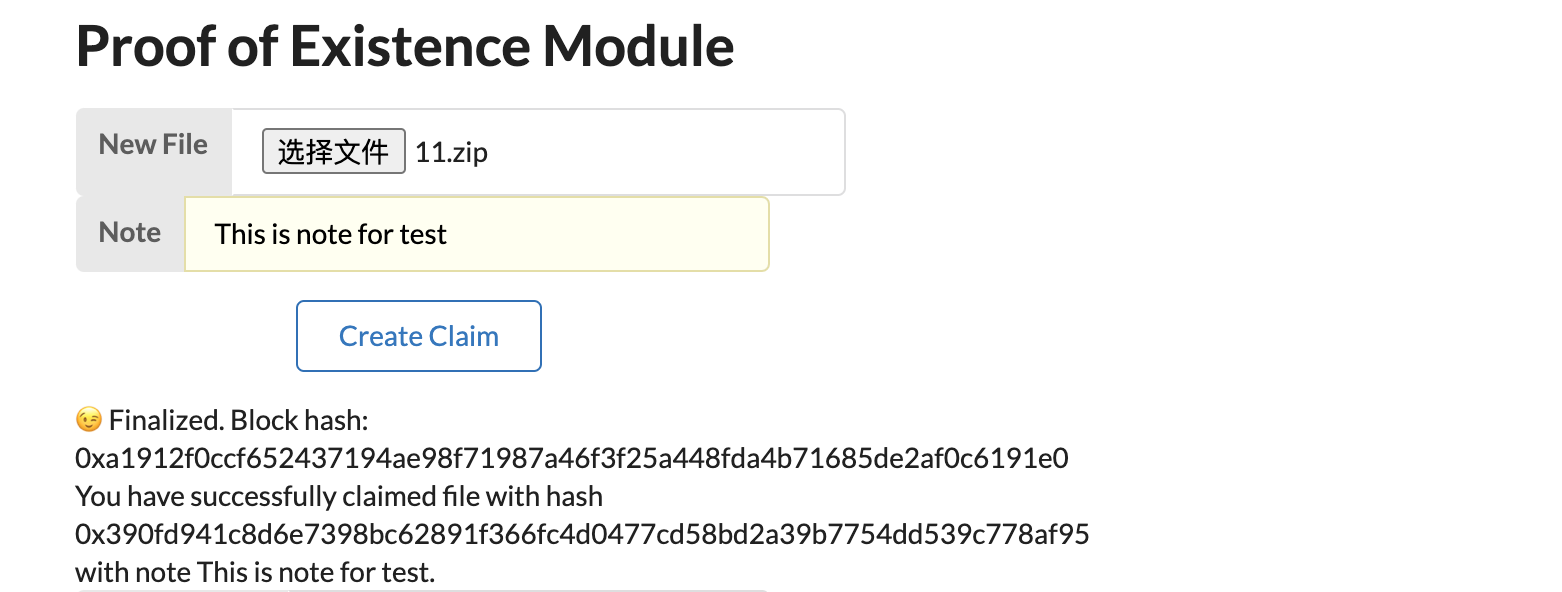 Proof of Existence Module
New File
选择文件 11.zip
Note
This is note for test
Create Claim
😉 Finalized. Block hash:
0xa1912f0ccf652437194ae98f71987a46f3f25a448fda4b71685de2af0c6191e0
You have successfully claimed file with hash
0x390fd941c8d6e7398bc62891f366fc4d0477cd58bd2a39b7754dd539c778af95
with note This is note for test.